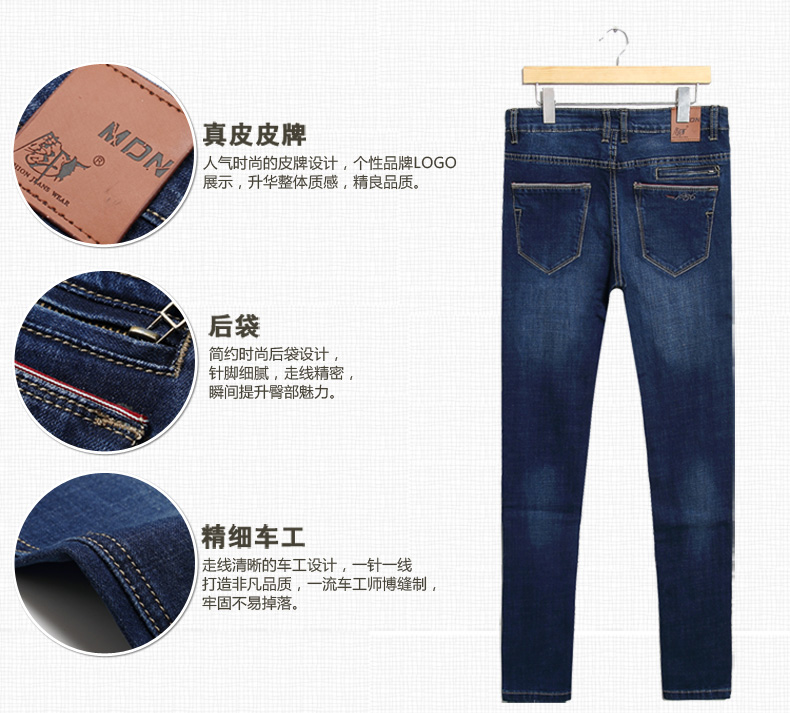 MDN
®
SION JEANS WEAR
真皮皮牌
人气时尚的皮牌设计，个性品牌LOGO
展示，升华整体质感，精良品质。
后袋
简约时尚后袋设计，
针脚细腻，走线精密，
瞬间提升臀部魅力。
精细车工
走线清晰的车工设计，一针一线
打造非凡品质，一流车工师博缝制，
牢固不易掉落。
MDN